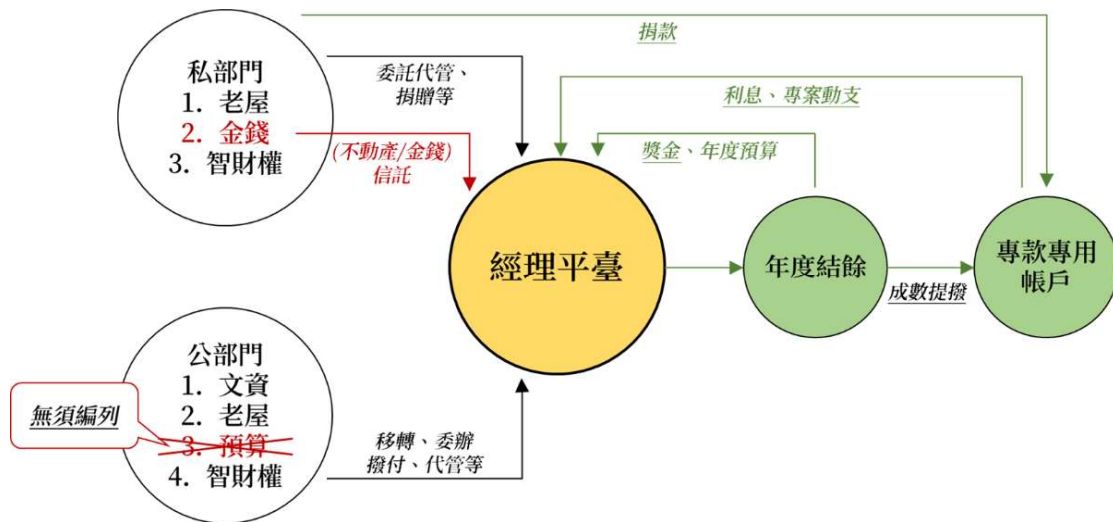 私部門
1. 老屋
2. 金錢
3. 智財權
委託代管、
捐贈等
(不動產/金錢)
信託
捐款
利息、專案動支
獎金、年度預算
經理平臺
年度結餘
成數提撥
專款專用
帳戶
公部門
1. 文資
2. 老屋
3. 預算
4. 智財權
無須編列
移轉、委辦
撥付、代管等